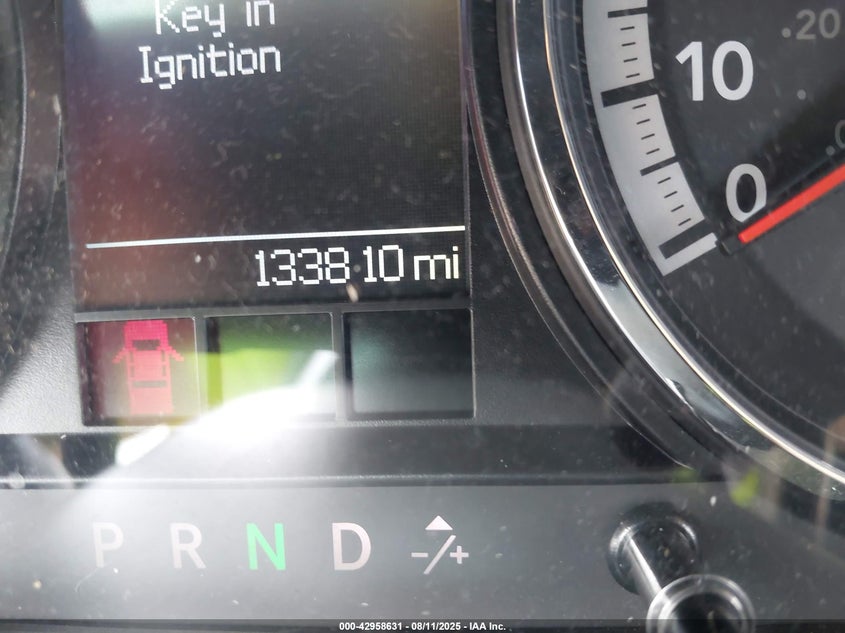 Key in
Ignition
10
.20
0
133810 mi
P R N D -/+
000-42958631 - 08/11/2025 - IAA Inc.